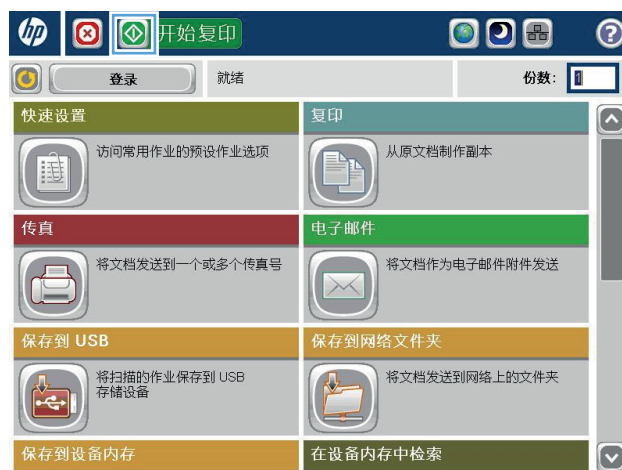 hp
开始复印
?
登录
就绪
份数：
1
快速设置
复印
访问常用作业的预设作业选项
从原文档制作副本
传真
电子邮件
将文档发送到一个或多个传真号
将文档作为电子邮件附件发送
保存到 USB
保存到网络文件夹
将扫描的作业保存到 USB
存储设备
将文档发送到网络上的文件夹
保存到设备内存
在设备内存中检索